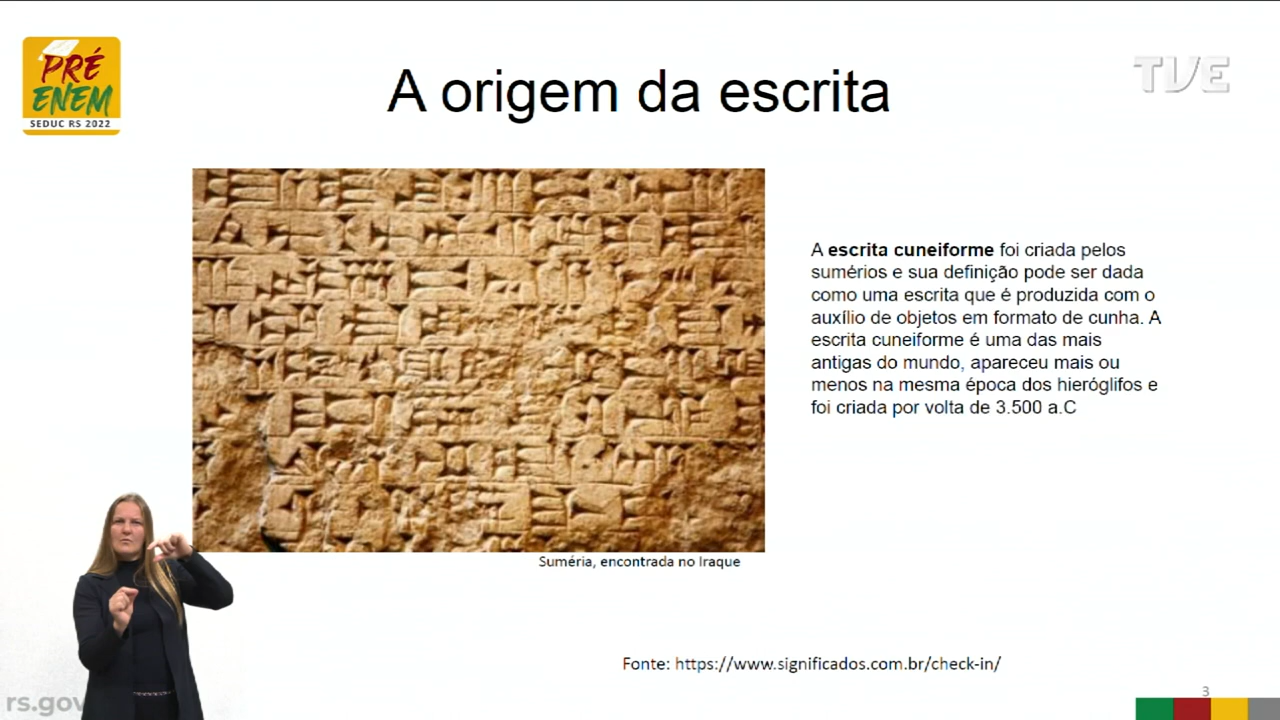 PRÉ
ENEM
SEDUC RS 2022
A origem da escrita
TVE
A escrita cuneiforme foi criada pelos
sumérios e sua definição pode ser dada
como uma escrita que é produzida com o
auxílio de objetos em formato de cunha. A
escrita cuneiforme é uma das mais
antigas do mundo, apareceu mais ou
menos na mesma época dos hieróglifos e
foi criada por volta de 3.500 a.C
Suméria, encontrada no Iraque
Fonte: https://www.significados.com.br/check-in/
rs.gov
3